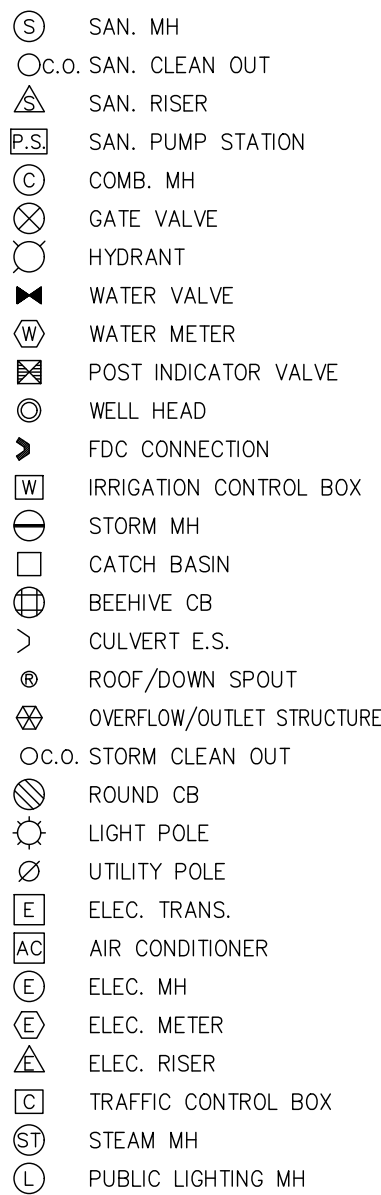 S SAN. MH
C.O. SAN. CLEAN OUT
S SAN. RISER
P.S. SAN. PUMP STATION
C COMB. MH
GATE VALVE
HYDRANT
WATER VALVE
W WATER METER
POST INDICATOR VALVE
WELL HEAD
FDC CONNECTION
W IRRIGATION CONTROL BOX
STORM MH
CATCH BASIN
BEEHIVE CB
CULVERT E.S.
R ROOF/DOWN SPOUT
OVERFLOW/OUTLET STRUCTURE
C.O. STORM CLEAN OUT
ROUND CB
LIGHT POLE
UTILITY POLE
E ELEC. TRANS.
AC AIR CONDITIONER
E ELEC. MH
E ELEC. METER
E ELEC. RISER
C TRAFFIC CONTROL BOX
ST STEAM MH
L PUBLIC LIGHTING MH